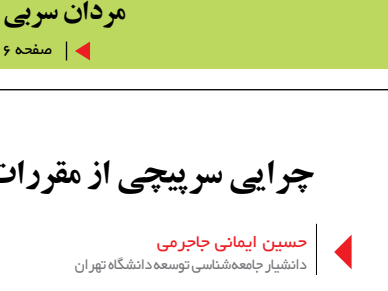 مردان سربی
صفحه ۶
چرایی سرپیچی از مقررات
حسین ایمانی جاجرمی
دانشیار جامعه‌شناسی توسعه دانشگاه تهران